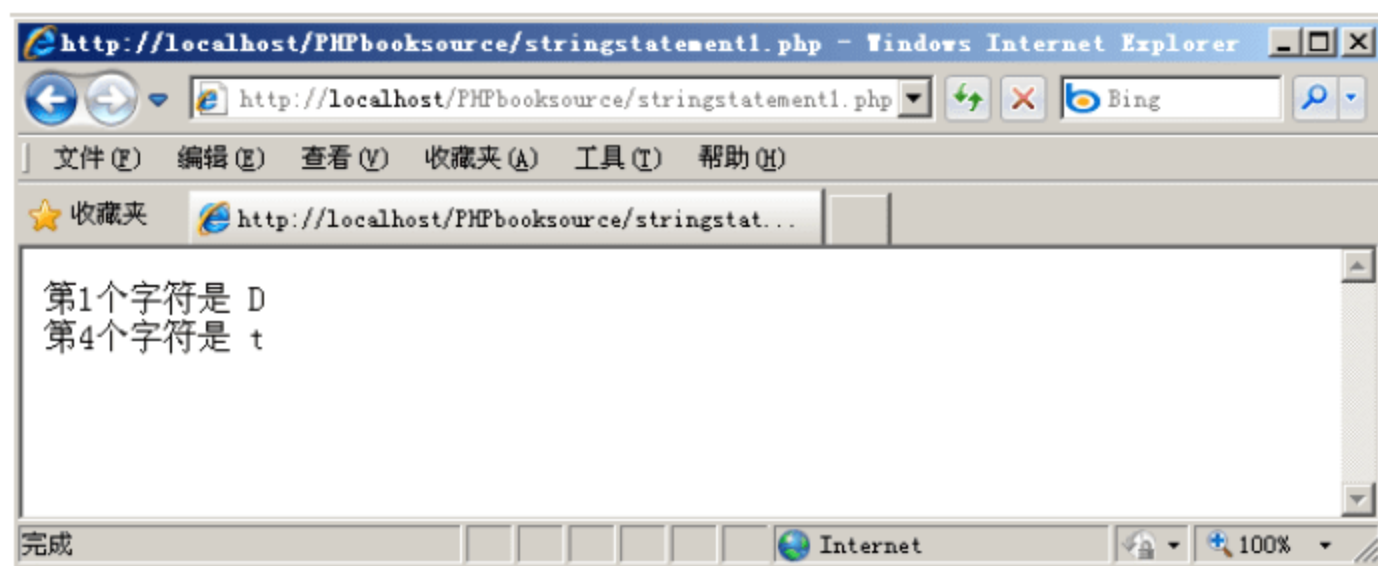 http://localhost/PHPbooksource/stringstatement1.php - Windows Internet Explorer
http://localhost/PHPbooksource/stringstatement1.php Bing
文件(F) 编辑(E) 查看(V) 收藏夹(A) 工具(T) 帮助(H)
收藏夹 http://localhost/PHPbooksource/stringstat...
第1个字符是 D
第4个字符是 t
完成 Internet 100%